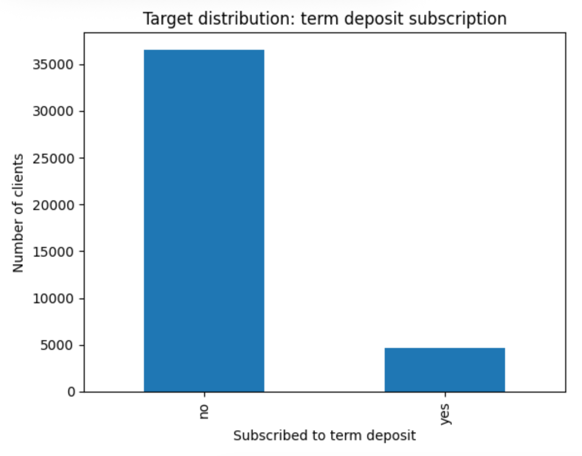 Target distribution: term deposit subscription
35000
30000
25000
20000
15000
10000
5000
0
Number of clients
no
yes
Subscribed to term deposit